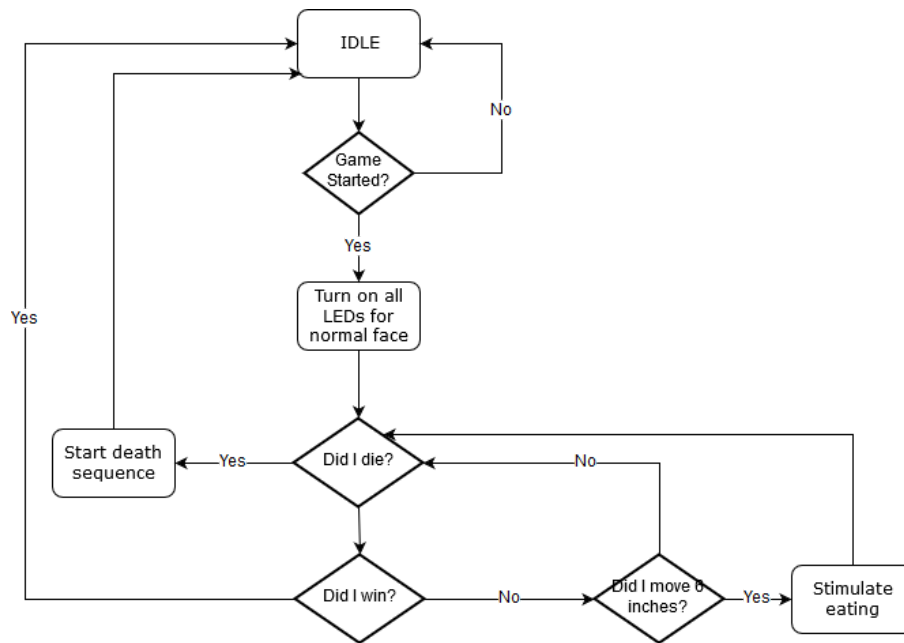 IDLE
No
Game
Started?
Yes
Turn on all
LEDs for
normal face
Yes
Start death
sequence
Yes
Did I die?
No
Did I win?
No
Did I move 6
inches?
Yes
Stimulate
eating